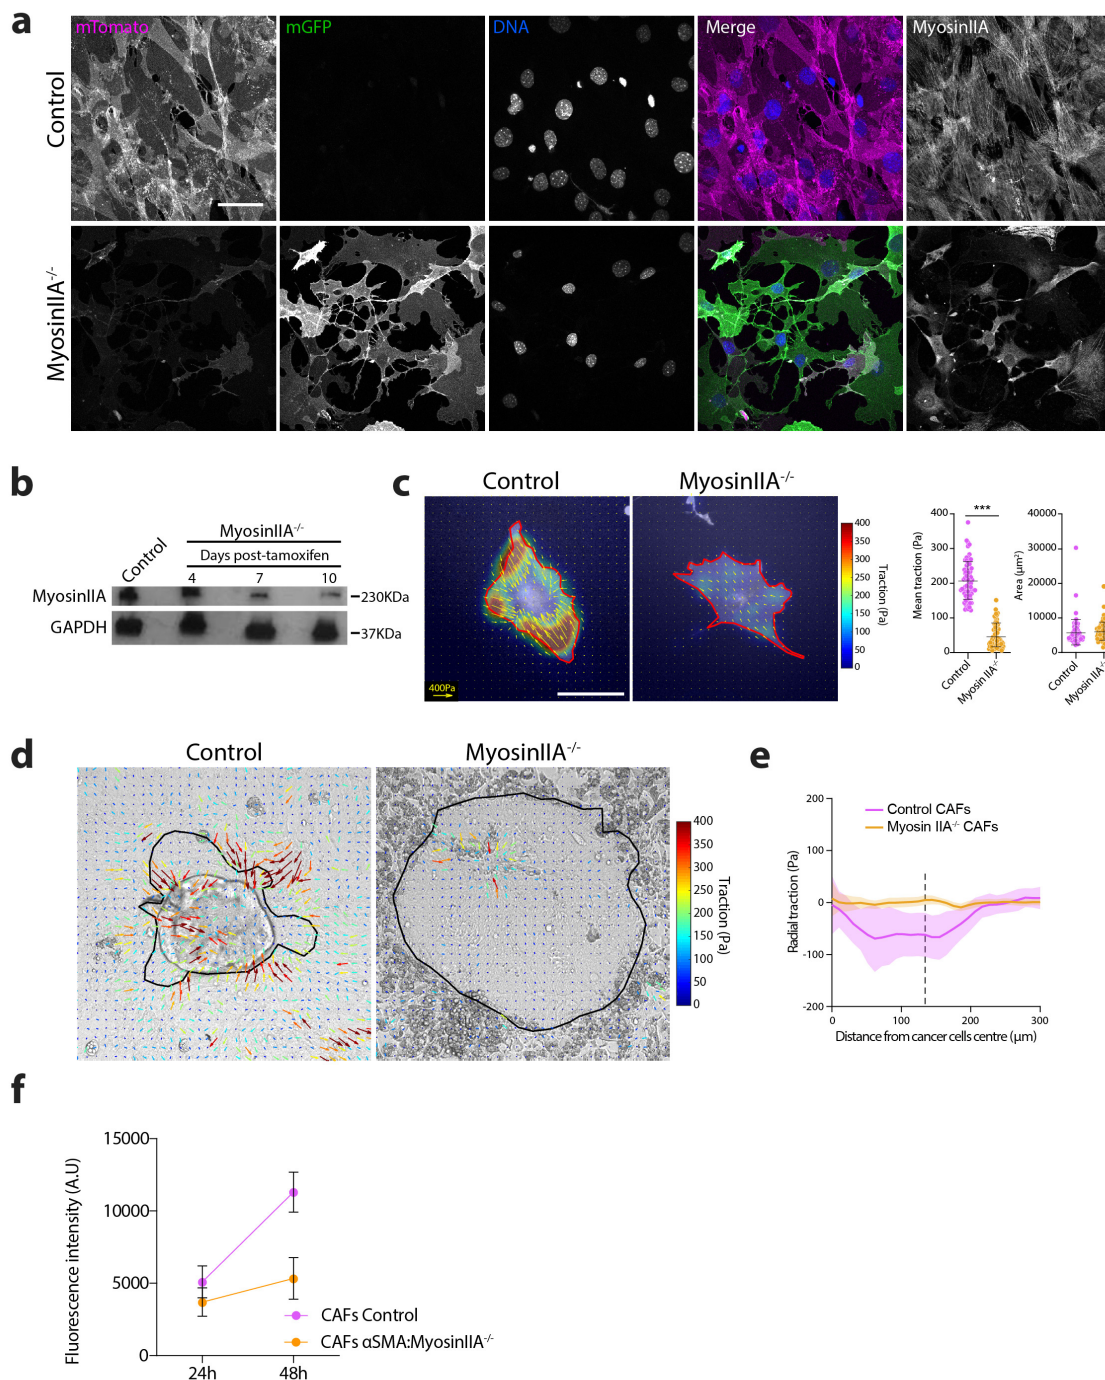 a
mTomato mGFP DNA Merge MyosinIIA
Control
MyosinIIA-/-
b
Control
MyosinIIA-/-
Days post-tamoxifen
4 7 10
MyosinIIA
230KDa
GAPDH
37KDa
c
Control
MyosinIIA-/-
400Pa
400
350
300
250
200
150
100
50
0
Traction (Pa)
Mean traction (Pa)
400
300
200
100
0
***
Control
Myosin IIA-/-
Area (µm²)
40000
30000
20000
10000
0
Control
Myosin IIA-/-
d
Control
MyosinIIA-/-
400
350
300
250
200
150
100
50
0
Traction (Pa)
e
Control CAFs
Myosin IIA-/- CAFs
Radial traction (Pa)
200
100
0
-100
-200
0 100 200 300
Distance from cancer cells centre (µm)
f
Fluorescence intensity (A.U)
15000
10000
5000
0
24h 48h
CAFs Control
CAFs αSMA:MyosinIIA-/-